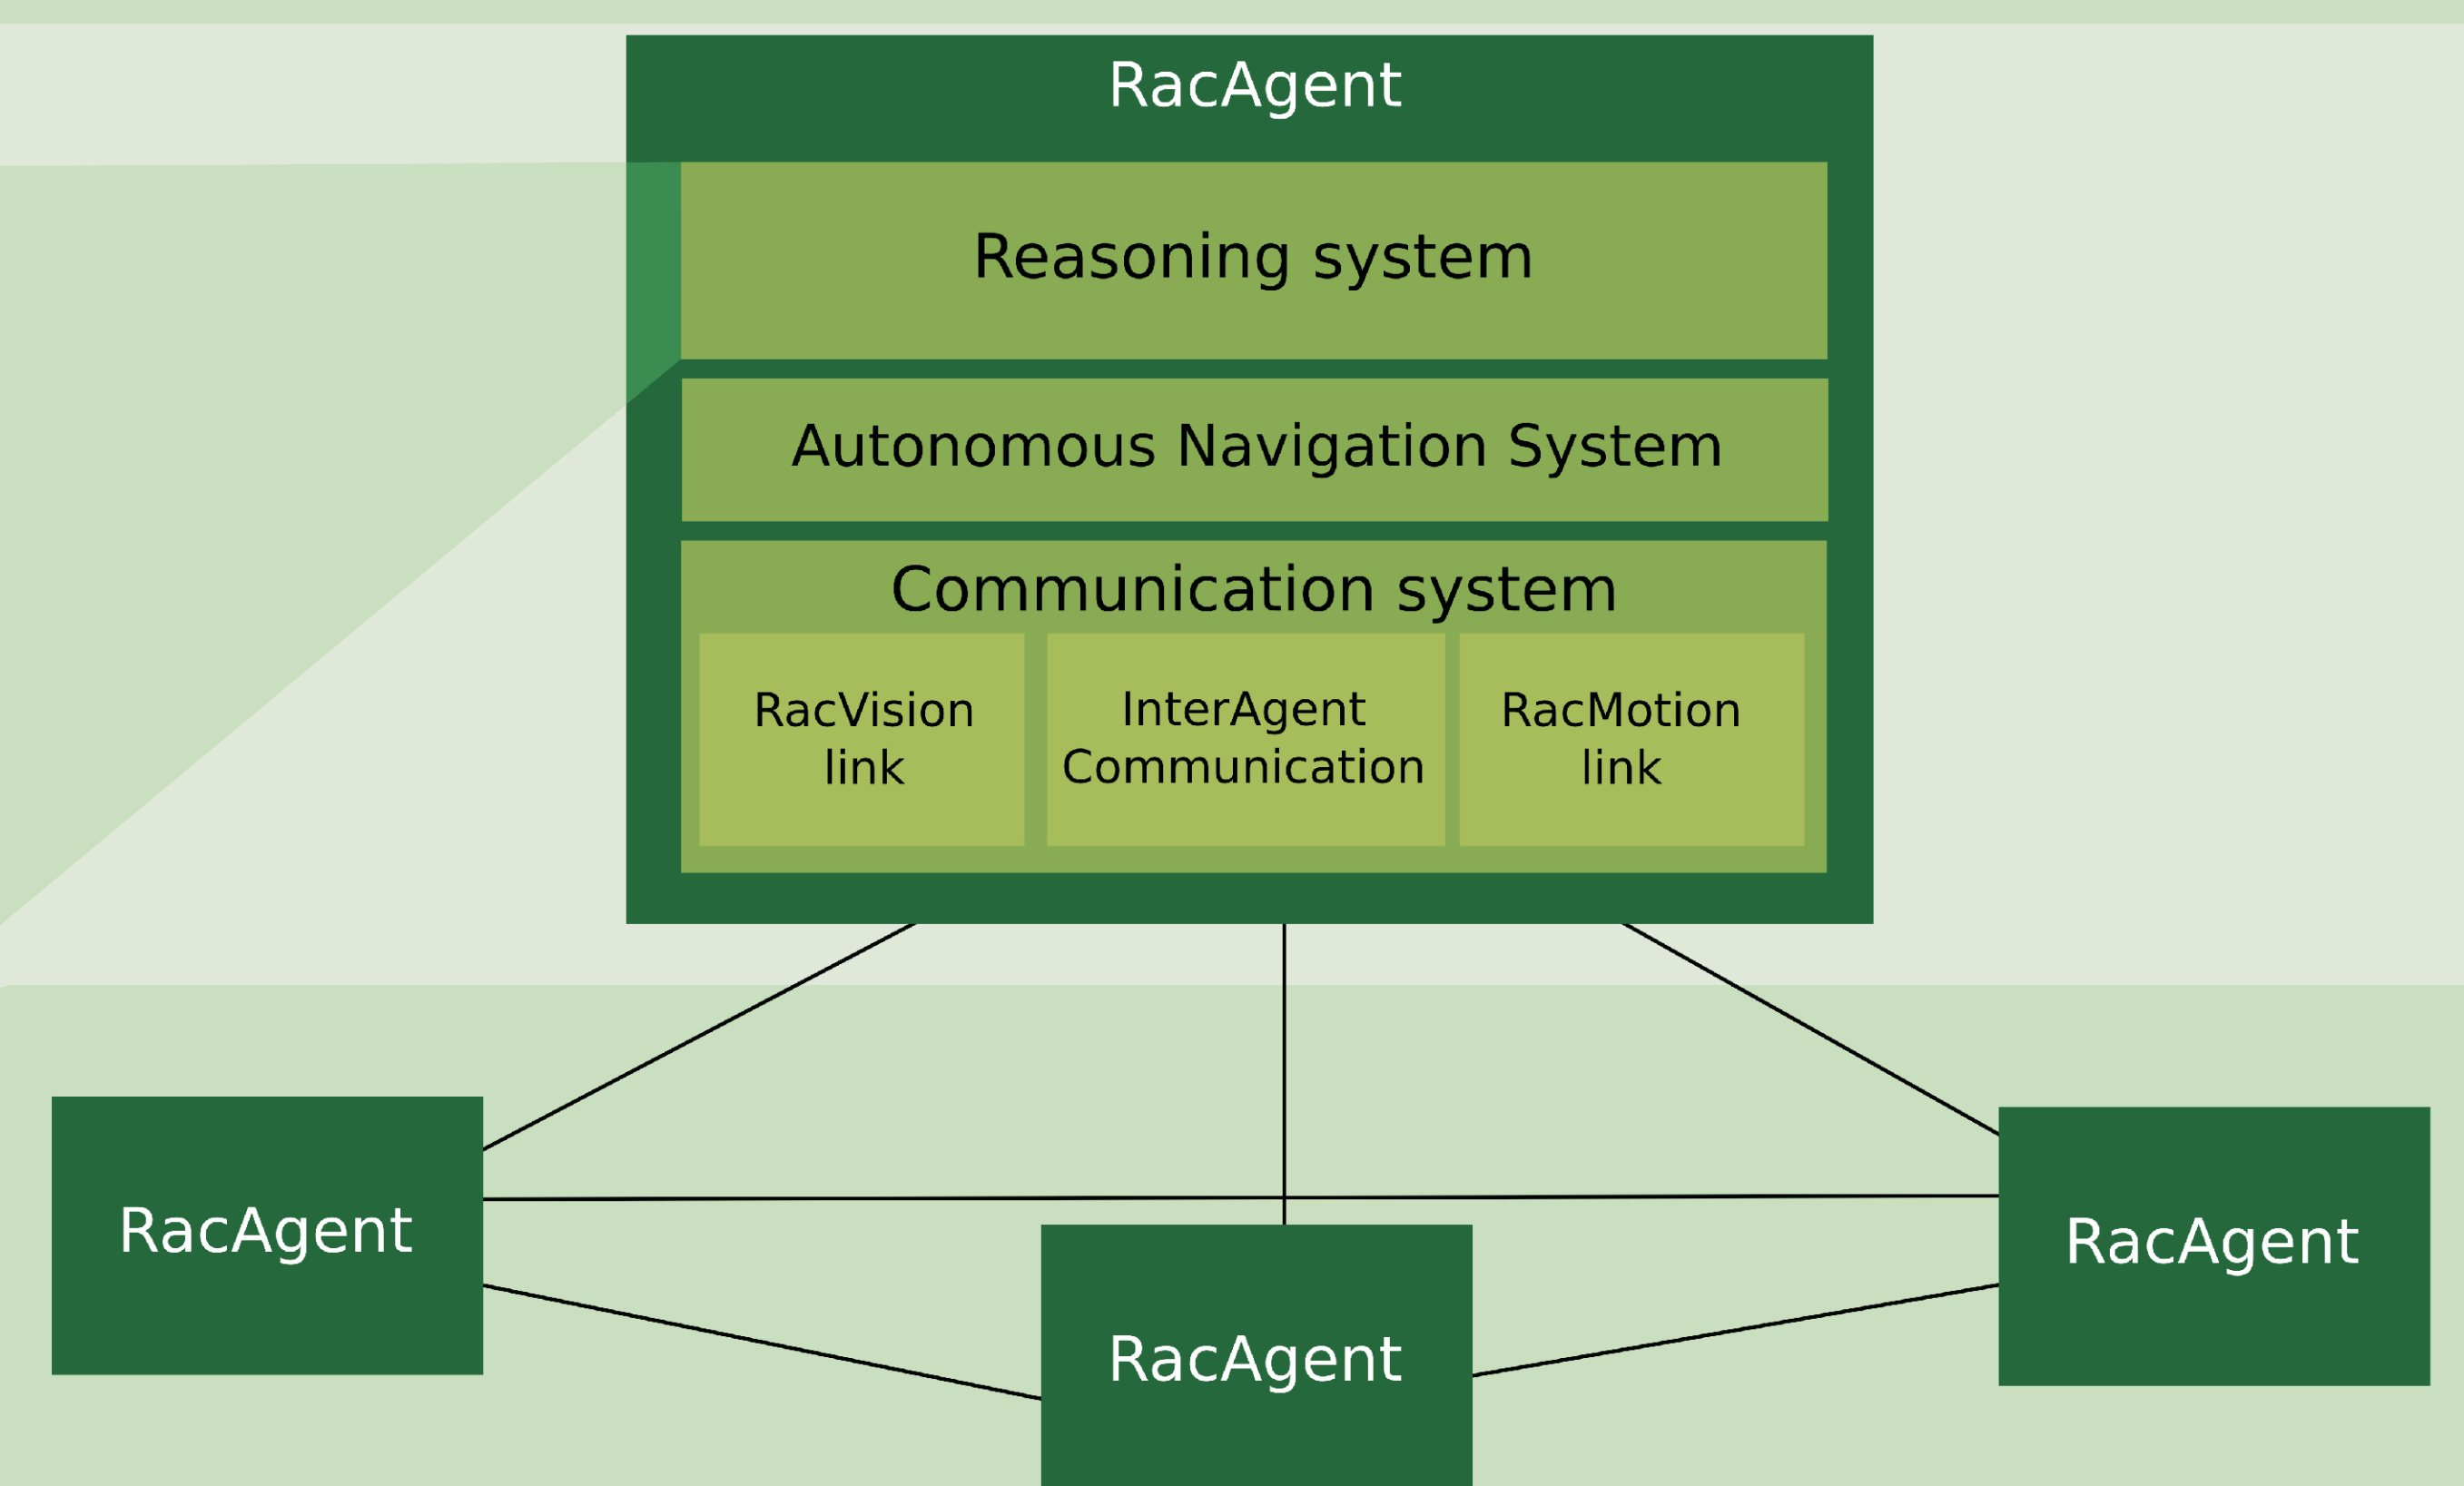 RacAgent
Reasoning system
Autonomous Navigation System
Communication system
RacVision
link
InterAgent
Communication
RacMotion
link
RacAgent
RacAgent
RacAgent